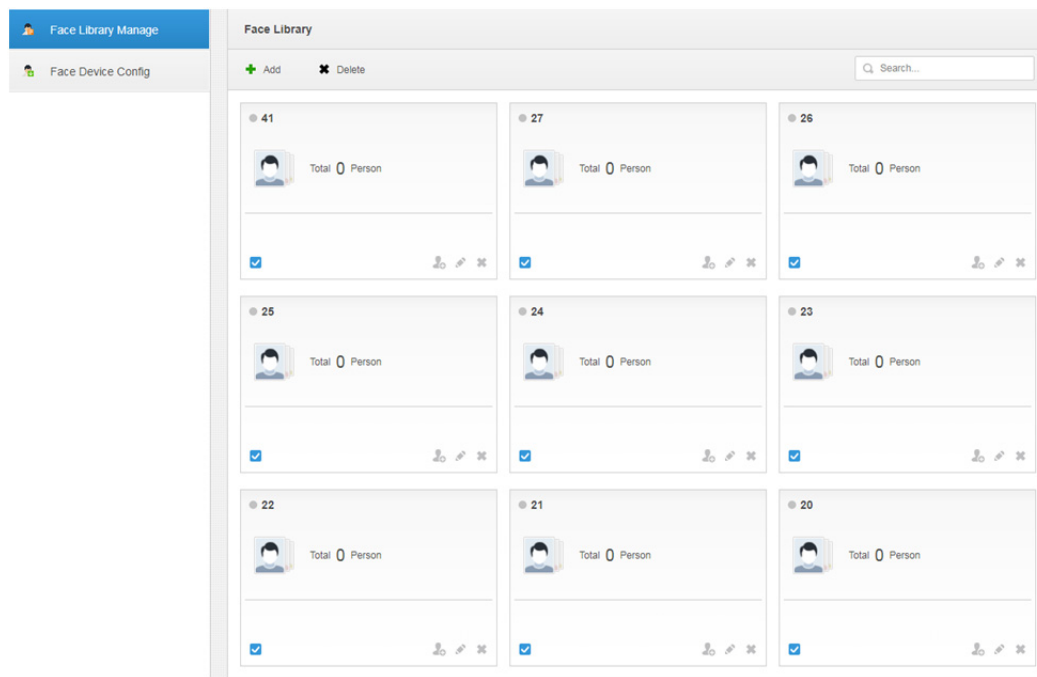 Face Library Manage
Face Device Config
Face Library
Add Delete Search...
41 27 26
Total 0 Person Total 0 Person Total 0 Person
25 24 23
Total 0 Person Total 0 Person Total 0 Person
22 21 20
Total 0 Person Total 0 Person Total 0 Person